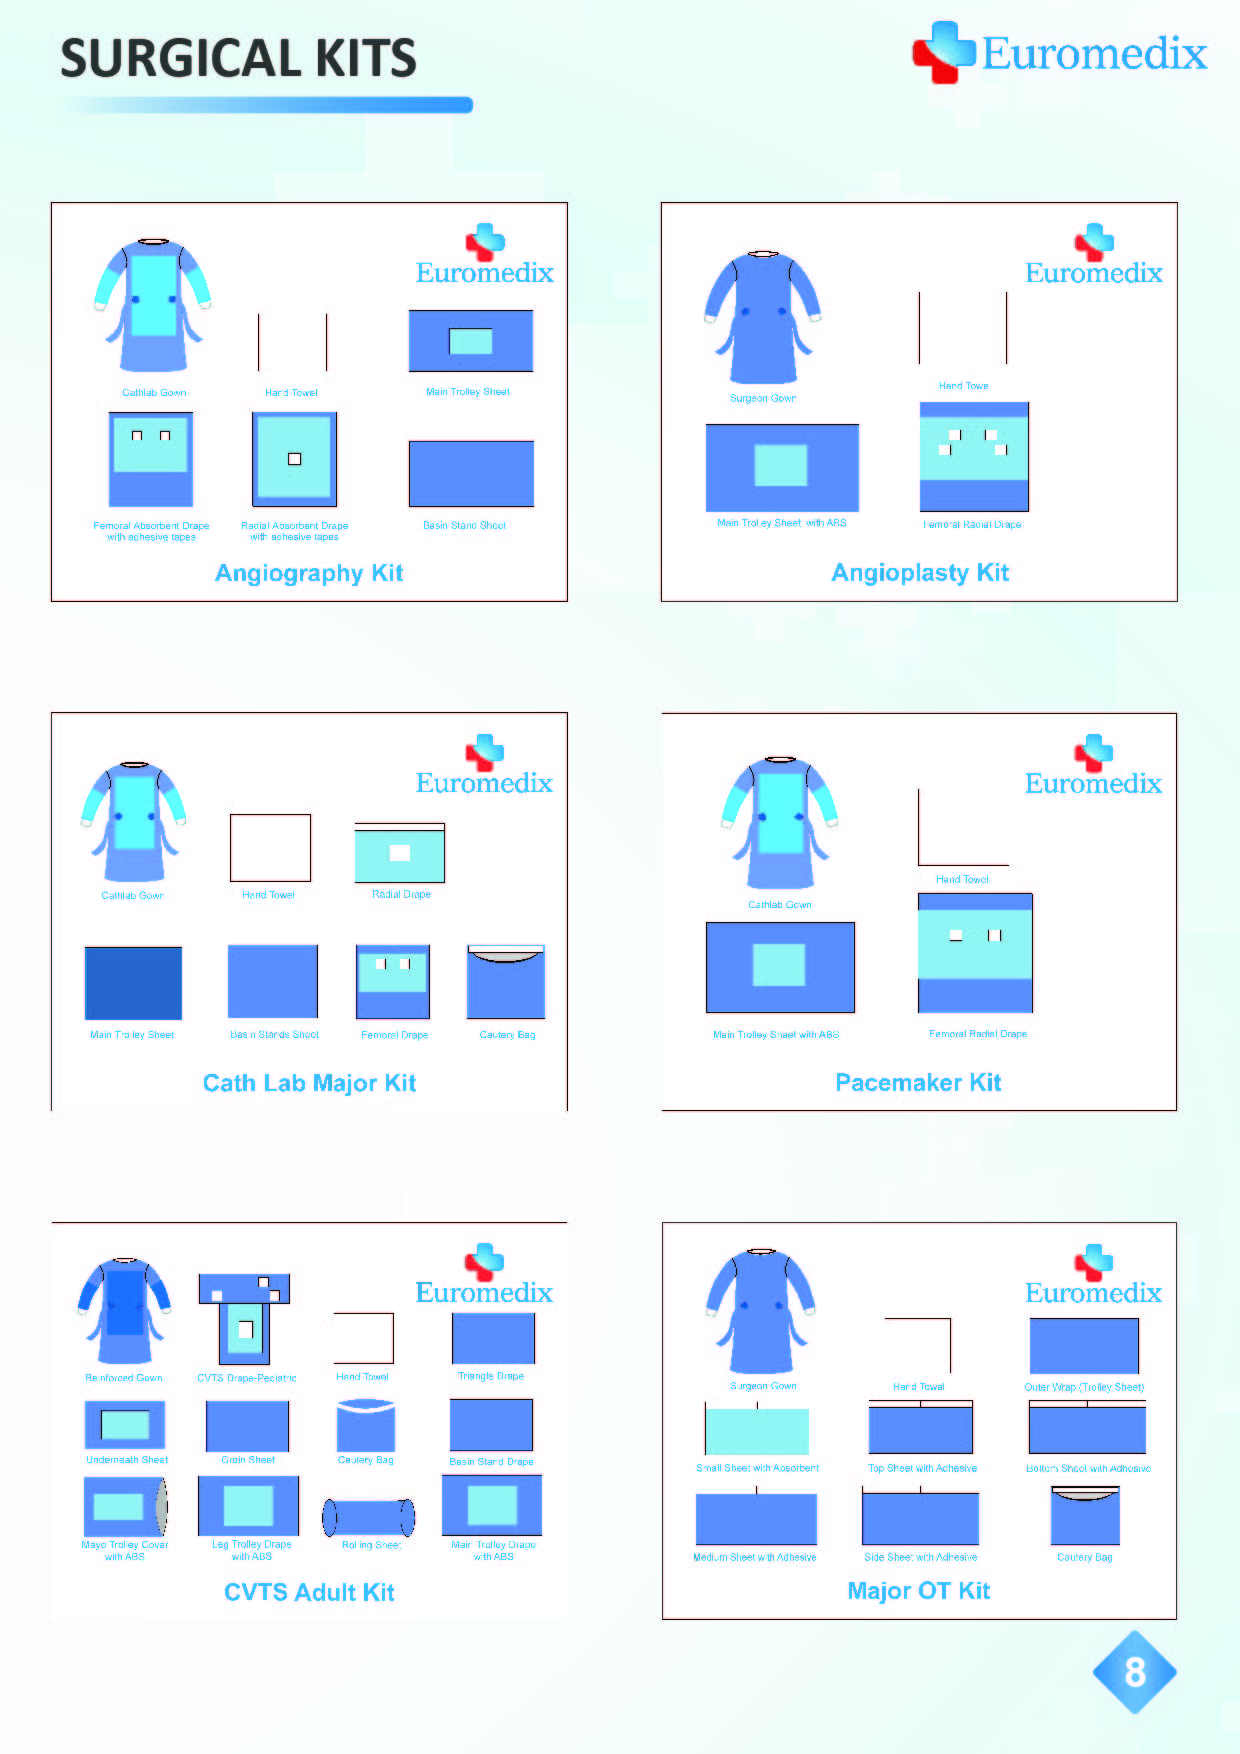 SURGICAL KITS
Euromedix
Euromedix
Cathlab Gown
Hand Towel
Main Trolley Sheet
Femoral Absorbent Drape
with adhesive tapes
Radial Absorbent Drape
with adhesive tapes
Basin Stand Sheet
Angiography Kit
Euromedix
Surgeon Gown
Hand Towe
Main Trolley Sheet with ABS
Femoral Radial Drape
Angioplasty Kit
Euromedix
Cathlab Gown
Hand Towel
Radial Drape
Main Trolley Sheet
Basin Stands Sheet
Femoral Drape
Cautery Bag
Cath Lab Major Kit
Euromedix
Cathlab Gown
Hand Towel
Main Trolley Sheet with ABS
Femoral Radial Drape
Pacemaker Kit
Euromedix
Reinforced Gown
CVTS Drape-Pediatric
Hand Towel
Triangle Drape
Underneath Sheet
Groin Sheet
Cautery Bag
Basin Stand Drape
Mayo Trolley Cover
with ABS
Leg Trolley Drape
with ABS
Rolling Sheet
Main Trolley Drape
with ABS
CVTS Adult Kit
Euromedix
Surgeon Gown
Hand Towel
Outer Wrap (Trolley Sheet)
Small Sheet with Absorbent
Top Sheet with Adhesive
Bottom Sheet with Adhesive
Medium Sheet with Adhesive
Side Sheet with Adhesive
Cautery Bag
Major OT Kit
8